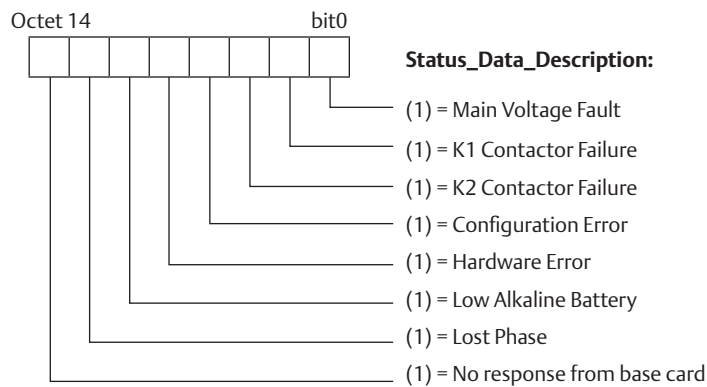 Octet 14 bit0
Status_Data_Description:
(1) = Main Voltage Fault
(1) = K1 Contactor Failure
(1) = K2 Contactor Failure
(1) = Configuration Error
(1) = Hardware Error
(1) = Low Alkaline Battery
(1) = Lost Phase
(1) = No response from base card